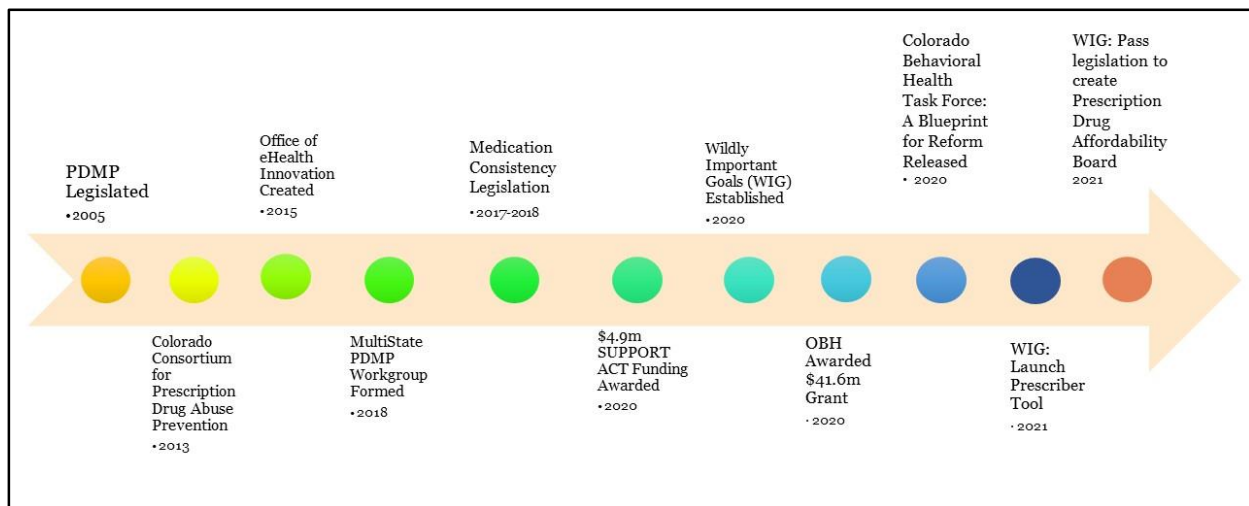 PDMP
Legislated
•2005
Colorado
Consortium
for
Prescription
Drug Abuse
Prevention
•2013
Office of
eHealth
Innovation
Created
•2015
MultiState
PDMP
Workgroup
Formed
•2018
Medication
Consistency
Legislation
•2017-2018
$4.9m
SUPPORT
ACT Funding
Awarded
•2020
Wildly
Important
Goals (WIG)
Established
•2020
OBH
Awarded
$41.6m
Grant
· 2020
Colorado
Behavioral
Health
Task Force:
A Blueprint
for Reform
Released
• 2020
WIG:
Launch
Prescriber
Tool
· 2021
WIG: Pass
legislation to
create
Prescription
Drug
Affordability
Board
2021